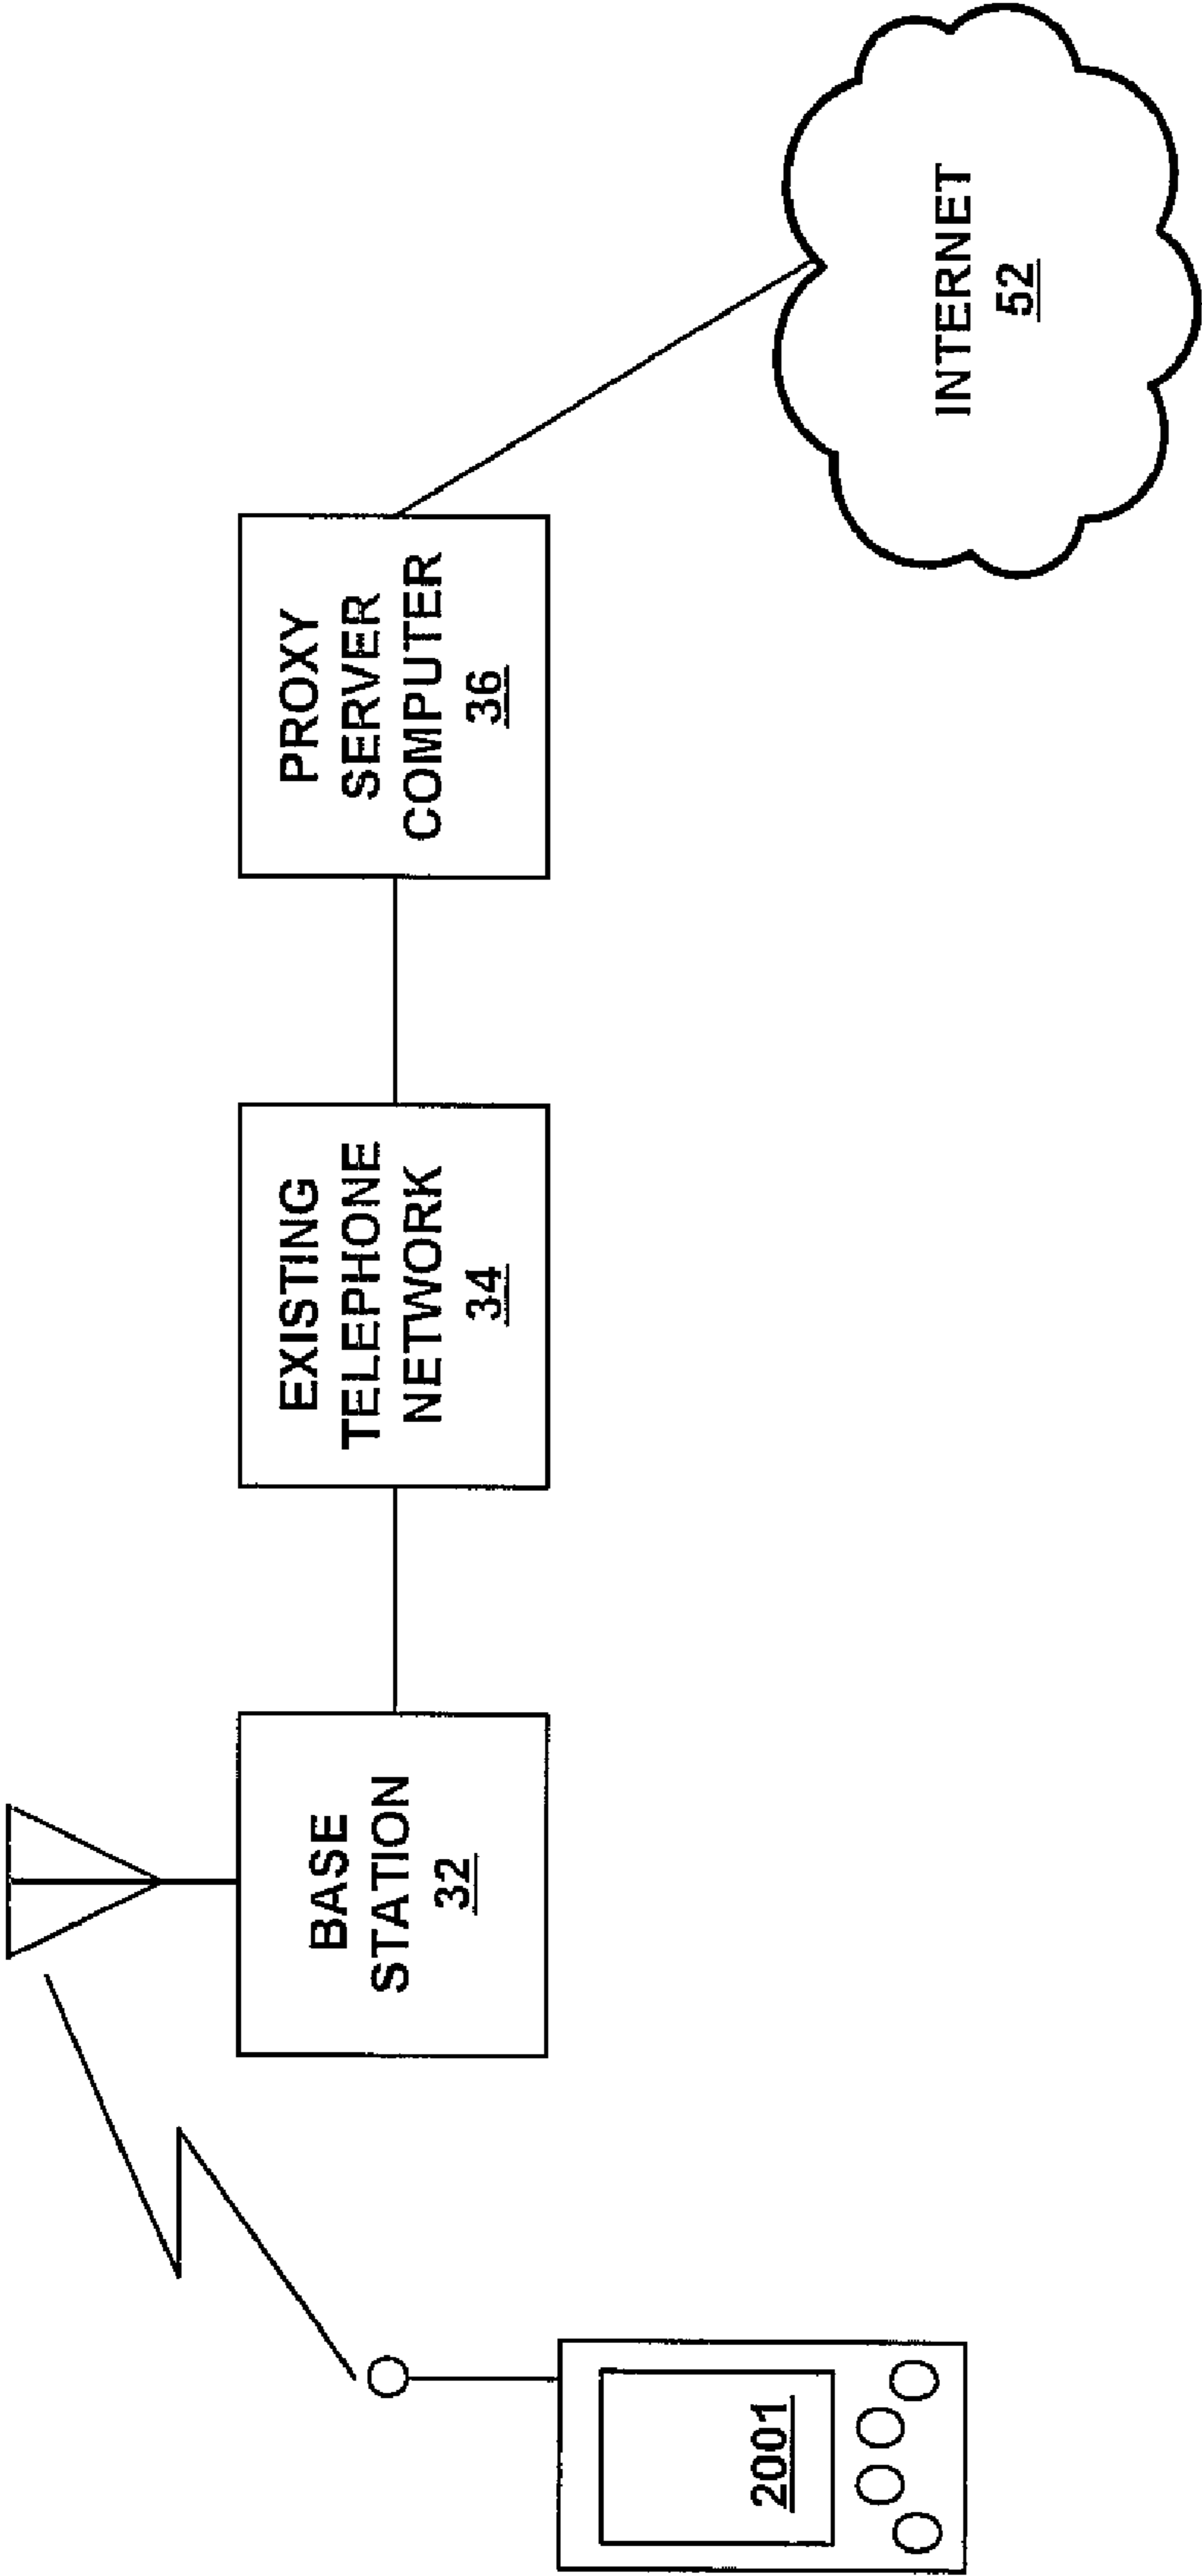 BASE
STATION
32
EXISTING
TELEPHONE
NETWORK
34
PROXY
SERVER
COMPUTER
36
INTERNET
52
2001